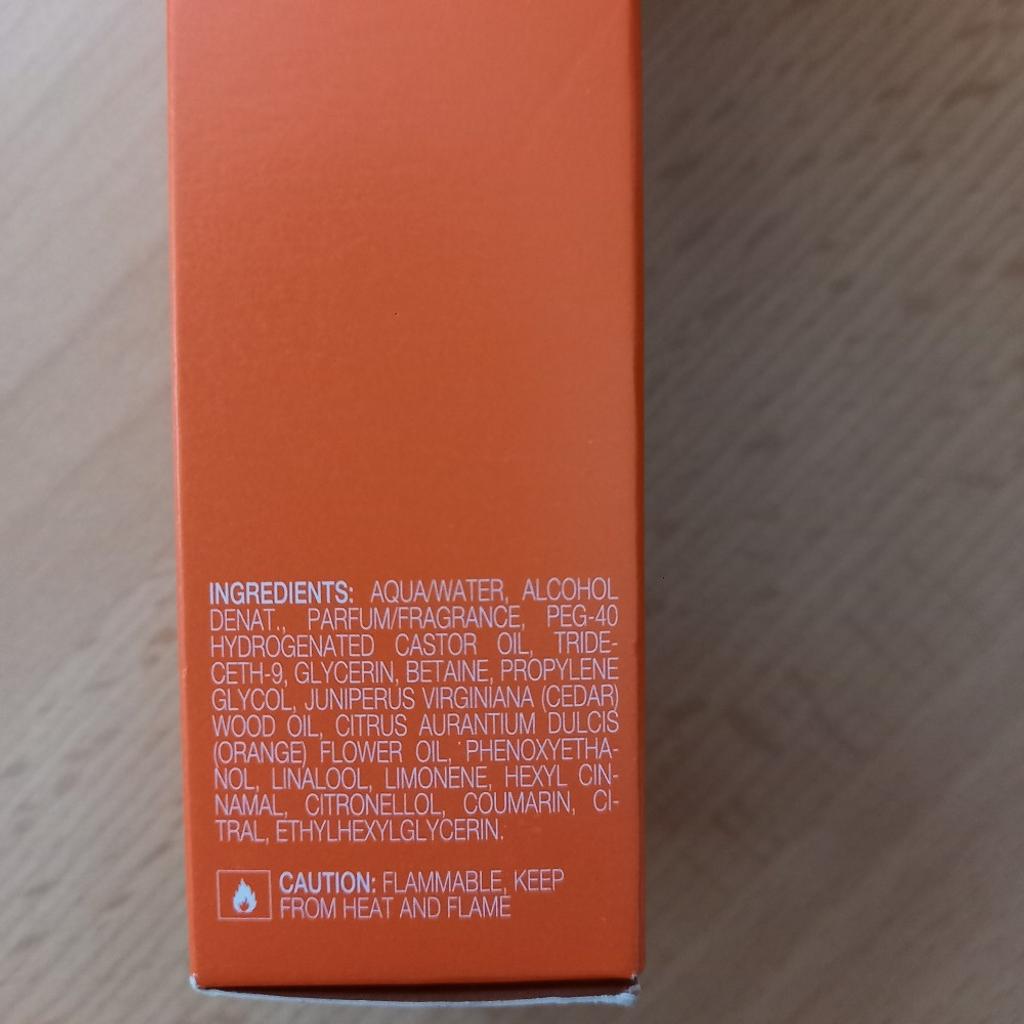 INGREDIENTS: AQUA/WATER, ALCOHOL
DENAT., PARFUM/FRAGRANCE, PEG-40
HYDROGENATED CASTOR OIL, TRIDE-
CETH-9, GLYCERIN, BETAINE, PROPYLENE
GLYCOL, JUNIPERUS VIRGINIANA (CEDAR)
WOOD OIL, CITRUS AURANTIUM DULCIS
(ORANGE) FLOWER OIL, PHENOXYETHA-
NOL, LINALOOL, LIMONENE, HEXYL CIN-
NAMAL, CITRONELLOL, COUMARIN, CI-
TRAL, ETHYLHEXYLGLYCERIN.
CAUTION: FLAMMABLE, KEEP
FROM HEAT AND FLAME